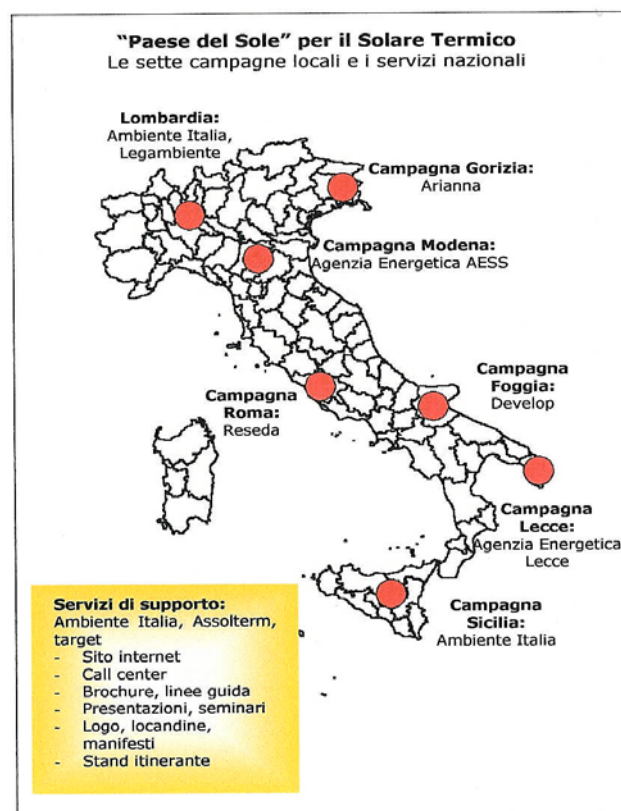 “Paese del Sole” per il Solare Termico
Le sette campagne locali e i servizi nazionali
Lombardia:
Ambiente Italia,
Legambiente
Campagna Gorizia:
Arianna
Campagna Modena:
Agenzia Energetica AESS
Campagna
Foggia:
Develop
Campagna
Roma:
Reseda
Campagna
Lecce:
Agenzia Energetica
Lecce
Campagna
Sicilia:
Ambiente Italia
Servizi di supporto:
Ambiente Italia, Assolterm,
target
- Sito internet
- Call center
- Brochure, linee guida
- Presentazioni, seminari
- Logo, locandine,
manifesti
- Stand itinerante